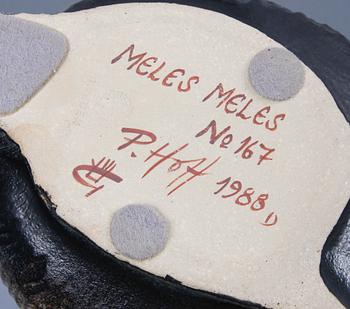 MELES MELES
No 167
P. Hoff 1988